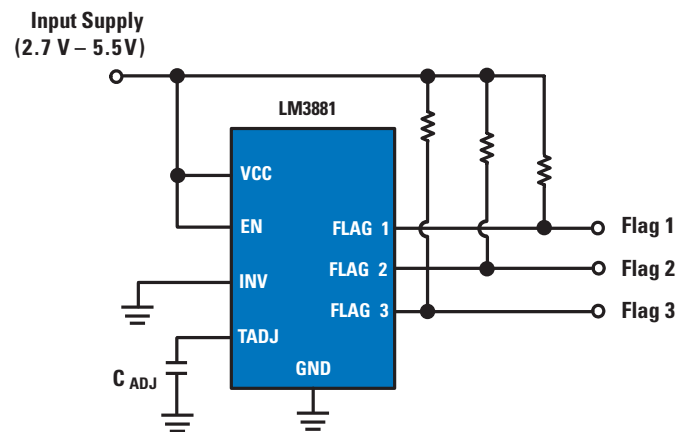 Input Supply
(2.7 V – 5.5V)
LM3881
VCC
EN
INV
TADJ
GND
FLAG 1
FLAG 2
FLAG 3
Flag 1
Flag 2
Flag 3
C ADJ